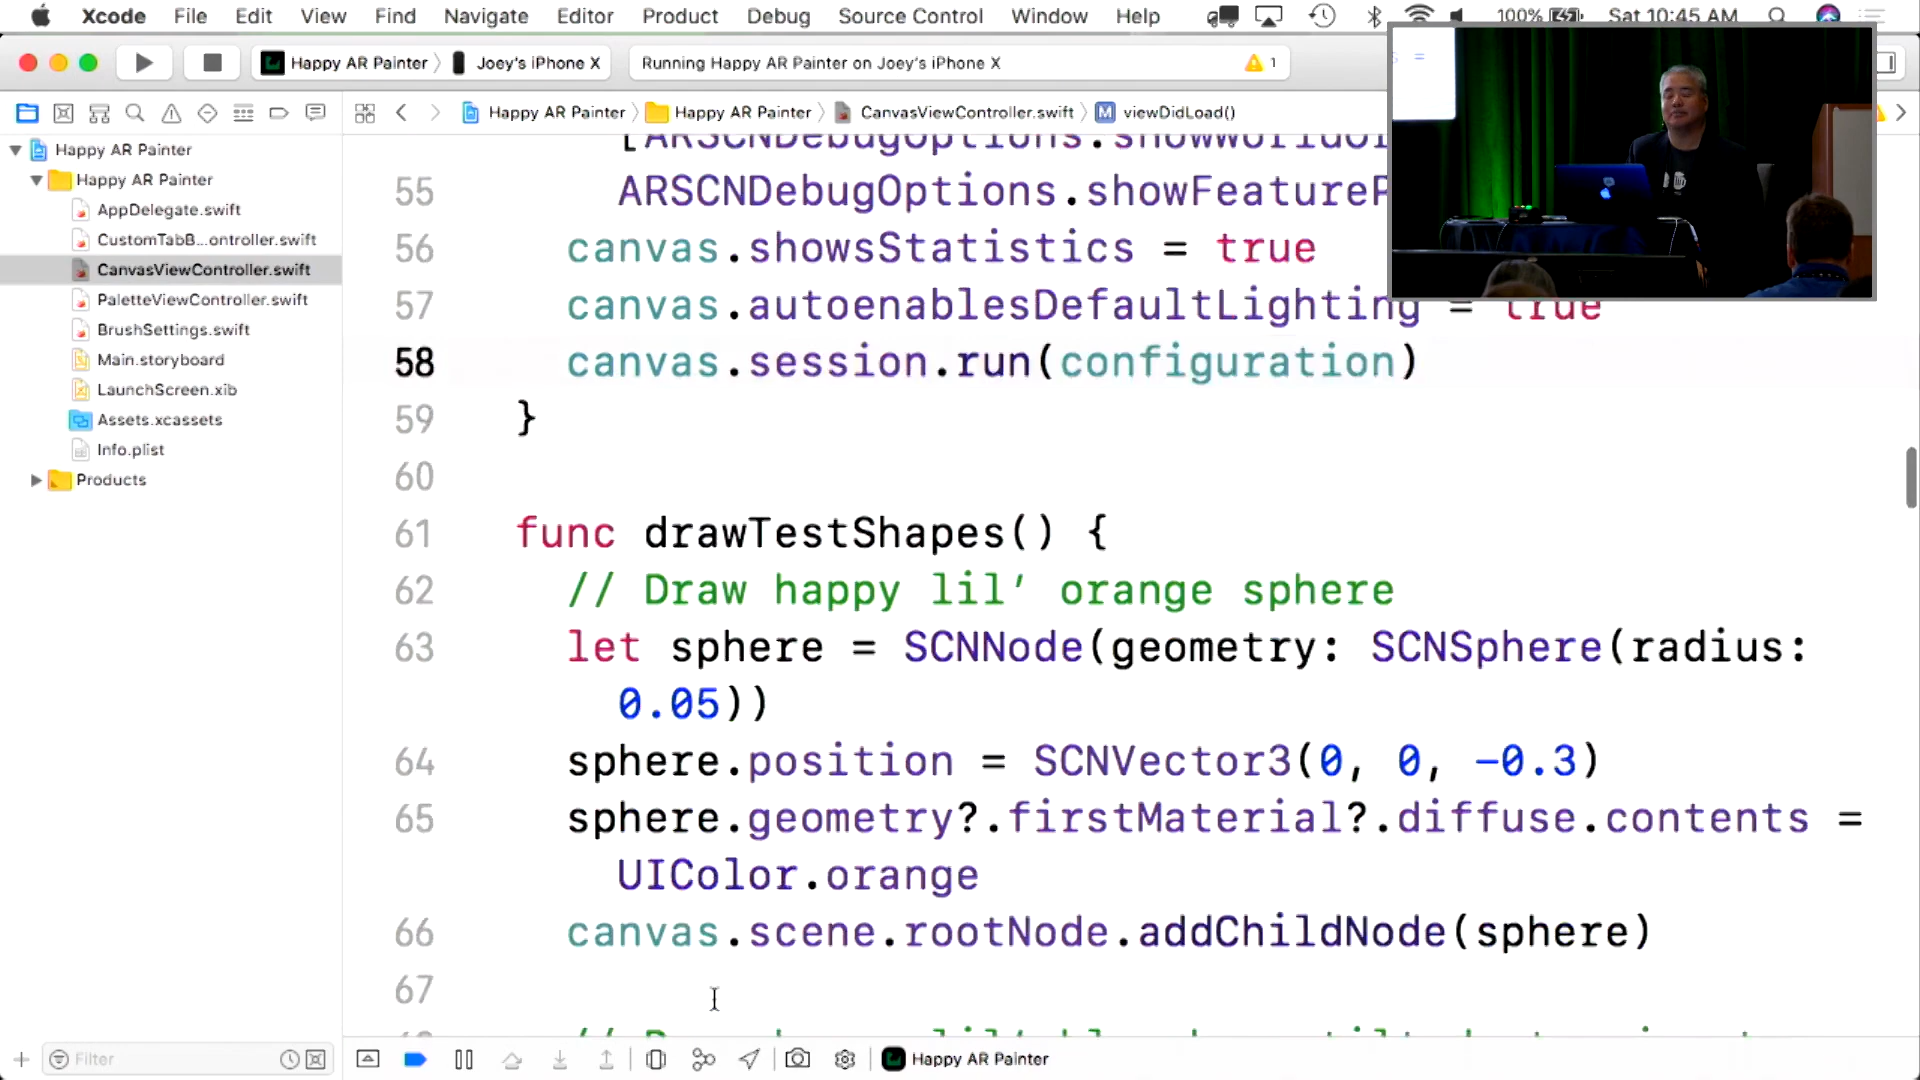 Xcode File Edit View Find Navigate Editor Product Debug Source Control Window Help 100% Sat 10:45 AM
Happy AR Painter Joey's iPhone X Running Happy AR Painter on Joey's iPhone X 1
Happy AR Painter Happy AR Painter CanvasViewController.swift M viewDidLoad()
Happy AR Painter
Happy AR Painter
AppDelegate.swift
CustomTabB...ontroller.swift
CanvasViewController.swift
PaletteViewController.swift
BrushSettings.swift
Main.storyboard
LaunchScreen.xib
Assets.xcassets
Info.plist
Products
55 ARSCNDebugOptions.showFeatureP
56 canvas.showsStatistics = true
57 canvas.autoenablesDefaultLighting = true
58 canvas.session.run(configuration)
59 }
60
61 func drawTestShapes() {
62 // Draw happy lil' orange sphere
63 let sphere = SCNNode(geometry: SCNSphere(radius:
0.05))
64 sphere.position = SCNVector3(0, 0, -0.3)
65 sphere.geometry?.firstMaterial?.diffuse.contents =
UIColor.orange
66 canvas.scene.rootNode.addChildNode(sphere)
67
Filter
Happy AR Painter